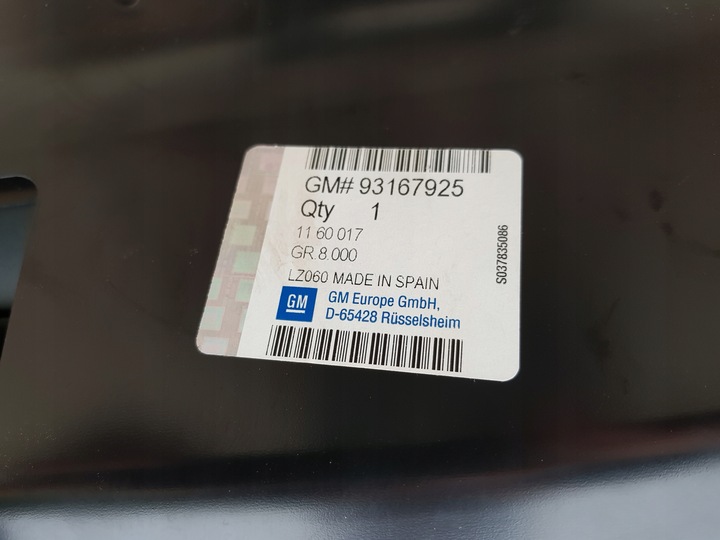 GM# 93167925
Qty 1
11 60 017
GR.8.000
LZ060 MADE IN SPAIN
GM
GM Europe GmbH,
D-65428 Rüsselsheim
S037835086